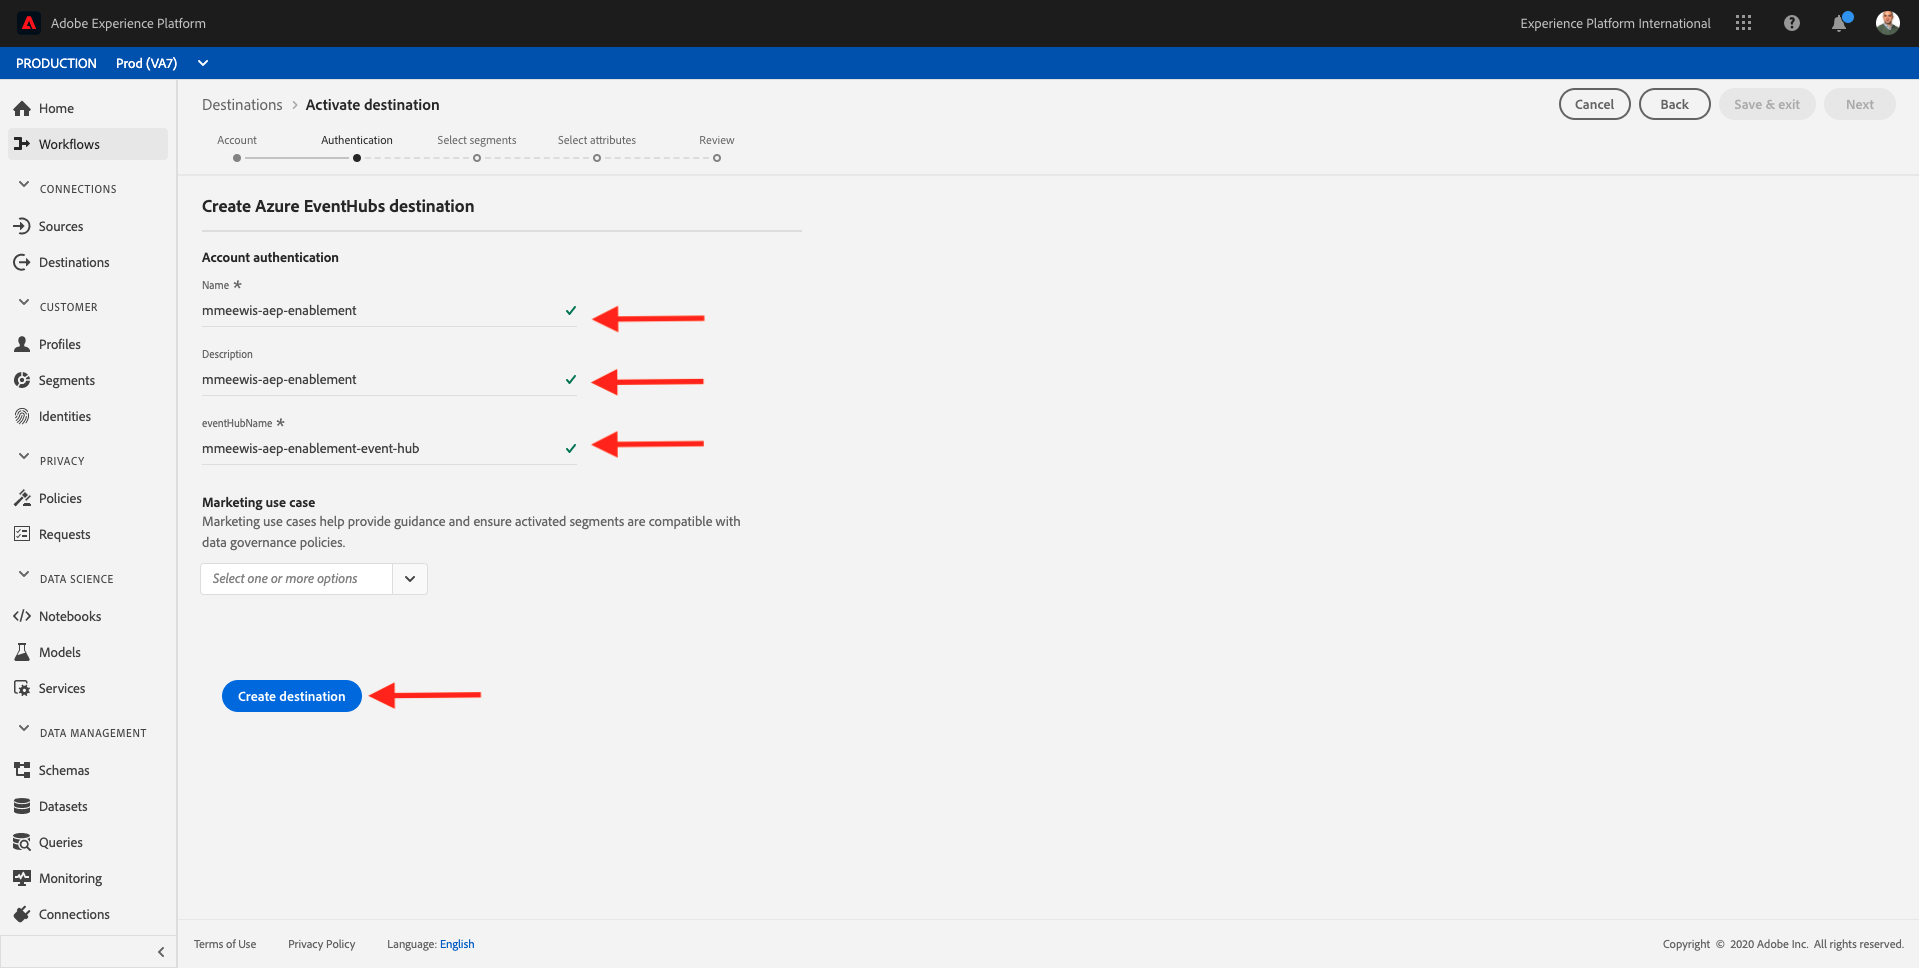 Adobe Experience Platform
Experience Platform International
PRODUCTION Prod (VA7)
Home
Workflows
CONNECTIONS
Sources
Destinations
CUSTOMER
Profiles
Segments
Identities
PRIVACY
Policies
Requests
DATA SCIENCE
Notebooks
Models
Services
DATA MANAGEMENT
Schemas
Datasets
Queries
Monitoring
Connections
Destinations > Activate destination
Cancel Back Save & exit Next
Account Authentication Select segments Select attributes Review
Create Azure EventHubs destination
Account authentication
Name *
mmeewis-aep-enablement
Description
mmeewis-aep-enablement
eventHubName *
mmeewis-aep-enablement-event-hub
Marketing use case
Marketing use cases help provide guidance and ensure activated segments are compatible with
data governance policies.
Select one or more options
Create destination
Terms of Use Privacy Policy Language: English
Copyright © 2020 Adobe Inc. All rights reserved.